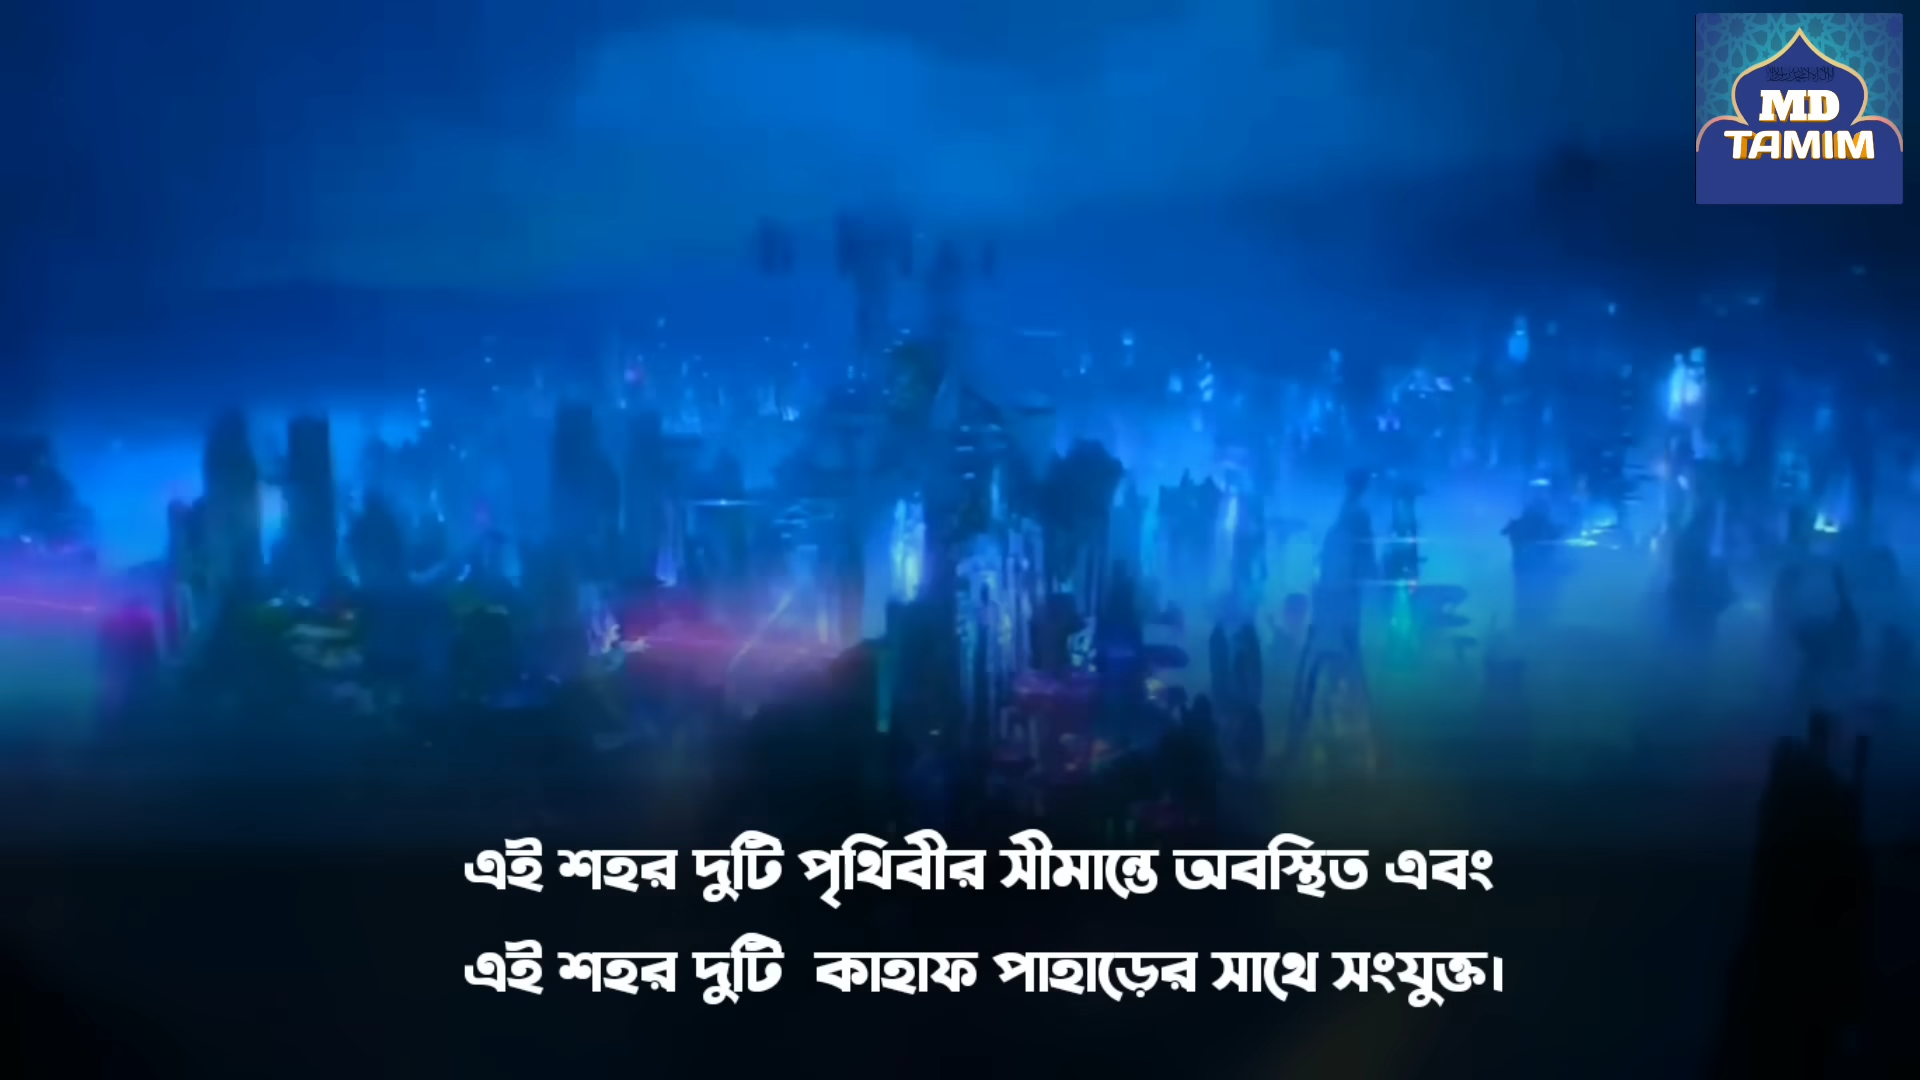 MD
TAMIM
এই শহর দুটি পৃথিবীর সীমান্তে অবস্থিত এবং
এই শহর দুটি কাহাফ পাহাড়ের সাথে সংযুক্ত।